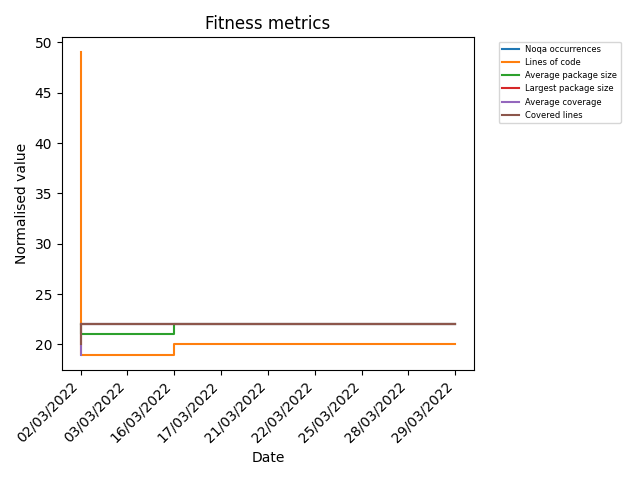 Fitness metrics
Noqa occurrences
Lines of code
Average package size
Largest package size
Average coverage
Covered lines
Normalised value
50
45
40
35
30
25
20
02/03/2022
03/03/2022
16/03/2022
17/03/2022
21/03/2022
22/03/2022
25/03/2022
28/03/2022
29/03/2022
Date